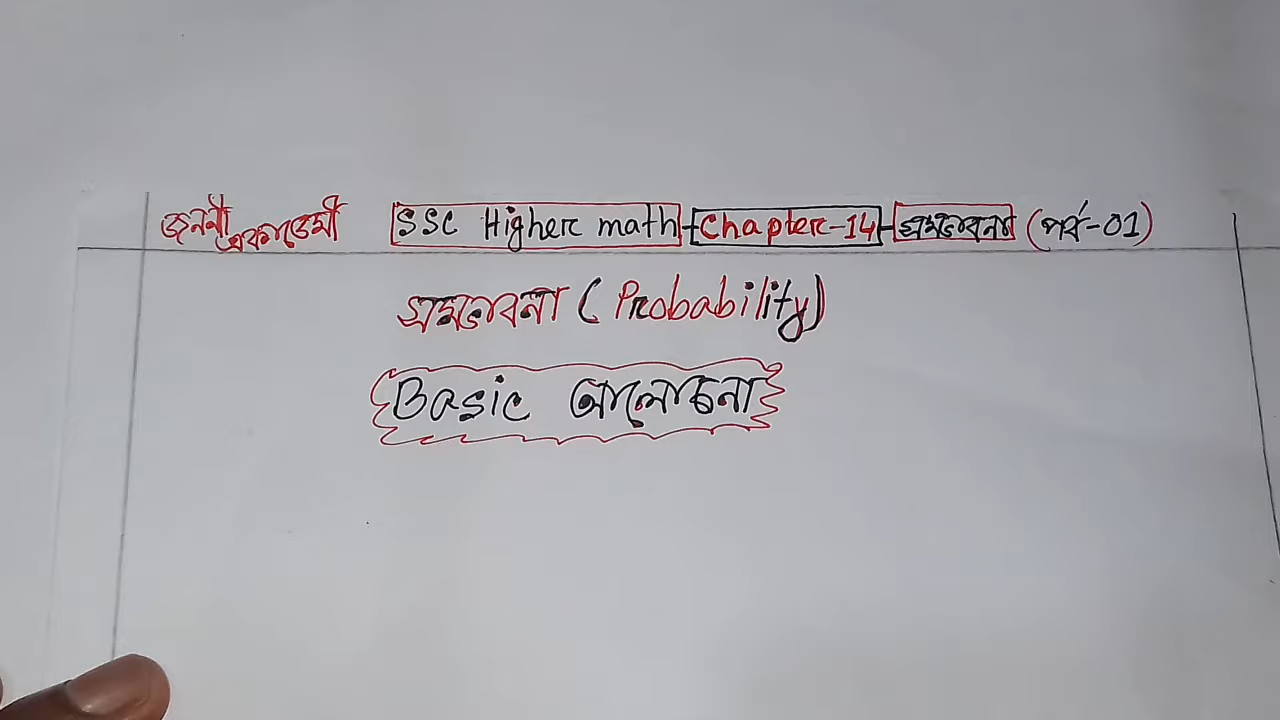 জননী একাডেমী SSC Higher math-Chapter-14-সম্ভাবনা (পর্ব-01)
সম্ভাবনা (Probability)
Basic আলোচনা